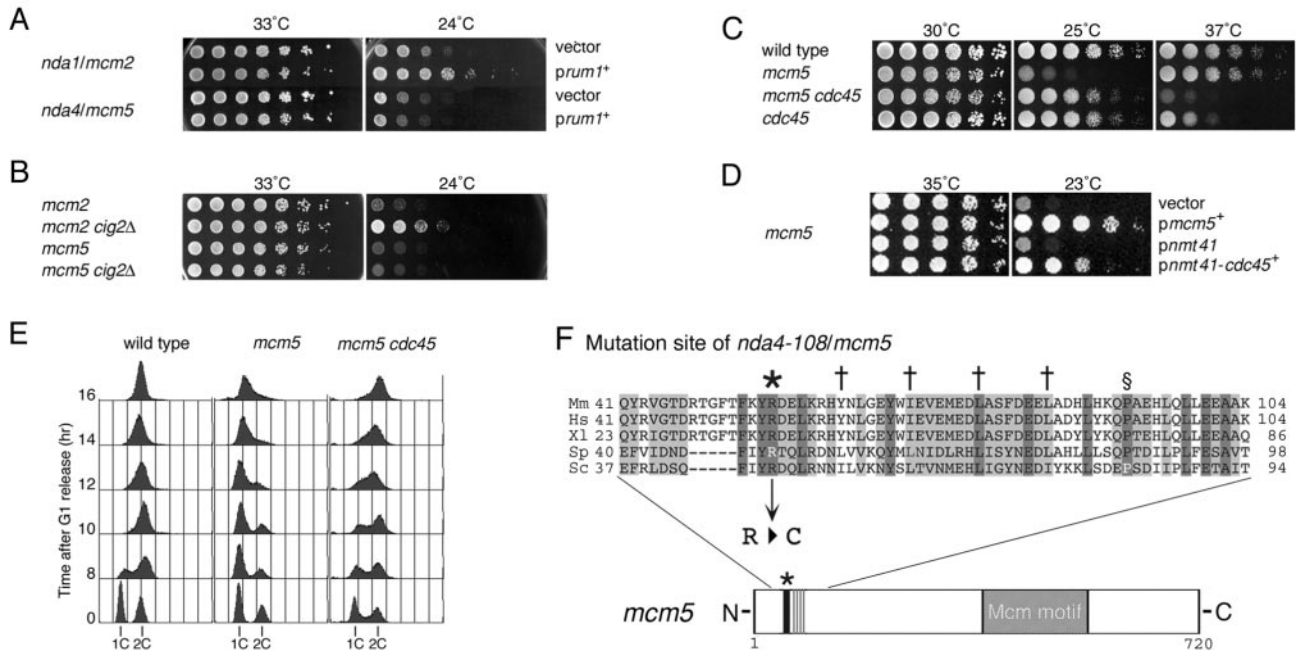 A
33˚C 24˚C
nda1/mcm2
vector
prum1+
nda4/mcm5
vector
prum1+
B
33˚C 24˚C
mcm2
mcm2 cig2Δ
mcm5
mcm5 cig2Δ
C
30˚C 25˚C 37˚C
wild type
mcm5
mcm5 cdc45
cdc45
D
35˚C 23˚C
mcm5
vector
pmcm5+
pnmt41
pnmt41-cdc45+
E
wild type mcm5 mcm5 cdc45
Time after G1 release (hr)
16
14
12
10
8
0
1C 2C 1C 2C 1C 2C
F Mutation site of nda4-108/mcm5
* † † † † §
Mm 41 QYRVGTDRTGFTFKYRDELKRHYNLGEYWIEVEMEDLASFDEELADHLHKQPAEHLQLLEEAAK 104
Hs 41 QYRVGTDRTGFTFKYRDELKRHYNLGEYWIEVEMEDLASFDEELADYLYKQPAEHLQLLEEAAK 104
Xl 23 QYRIGTDRTGFTFKYRDELKRHYNLGEYWIEVEMEDLASFDEDLADYLYKQPTEHLQLLEEAAQ 86
Sp 40 EFVIDND-----FIYRTQLRDNLVVKQYMLNIDLRDLISYNEDLAHLLLSQPTDILPLFESAVT 98
Sc 37 EFRLDSQ-----FIYRDQLRNNILVKNYSLTVNMEHLIGYNEDIYKKLSDEPSDIIPLFETAIT 94
R ▶ C
*
mcm5 N- Mcm motif -C
1 720